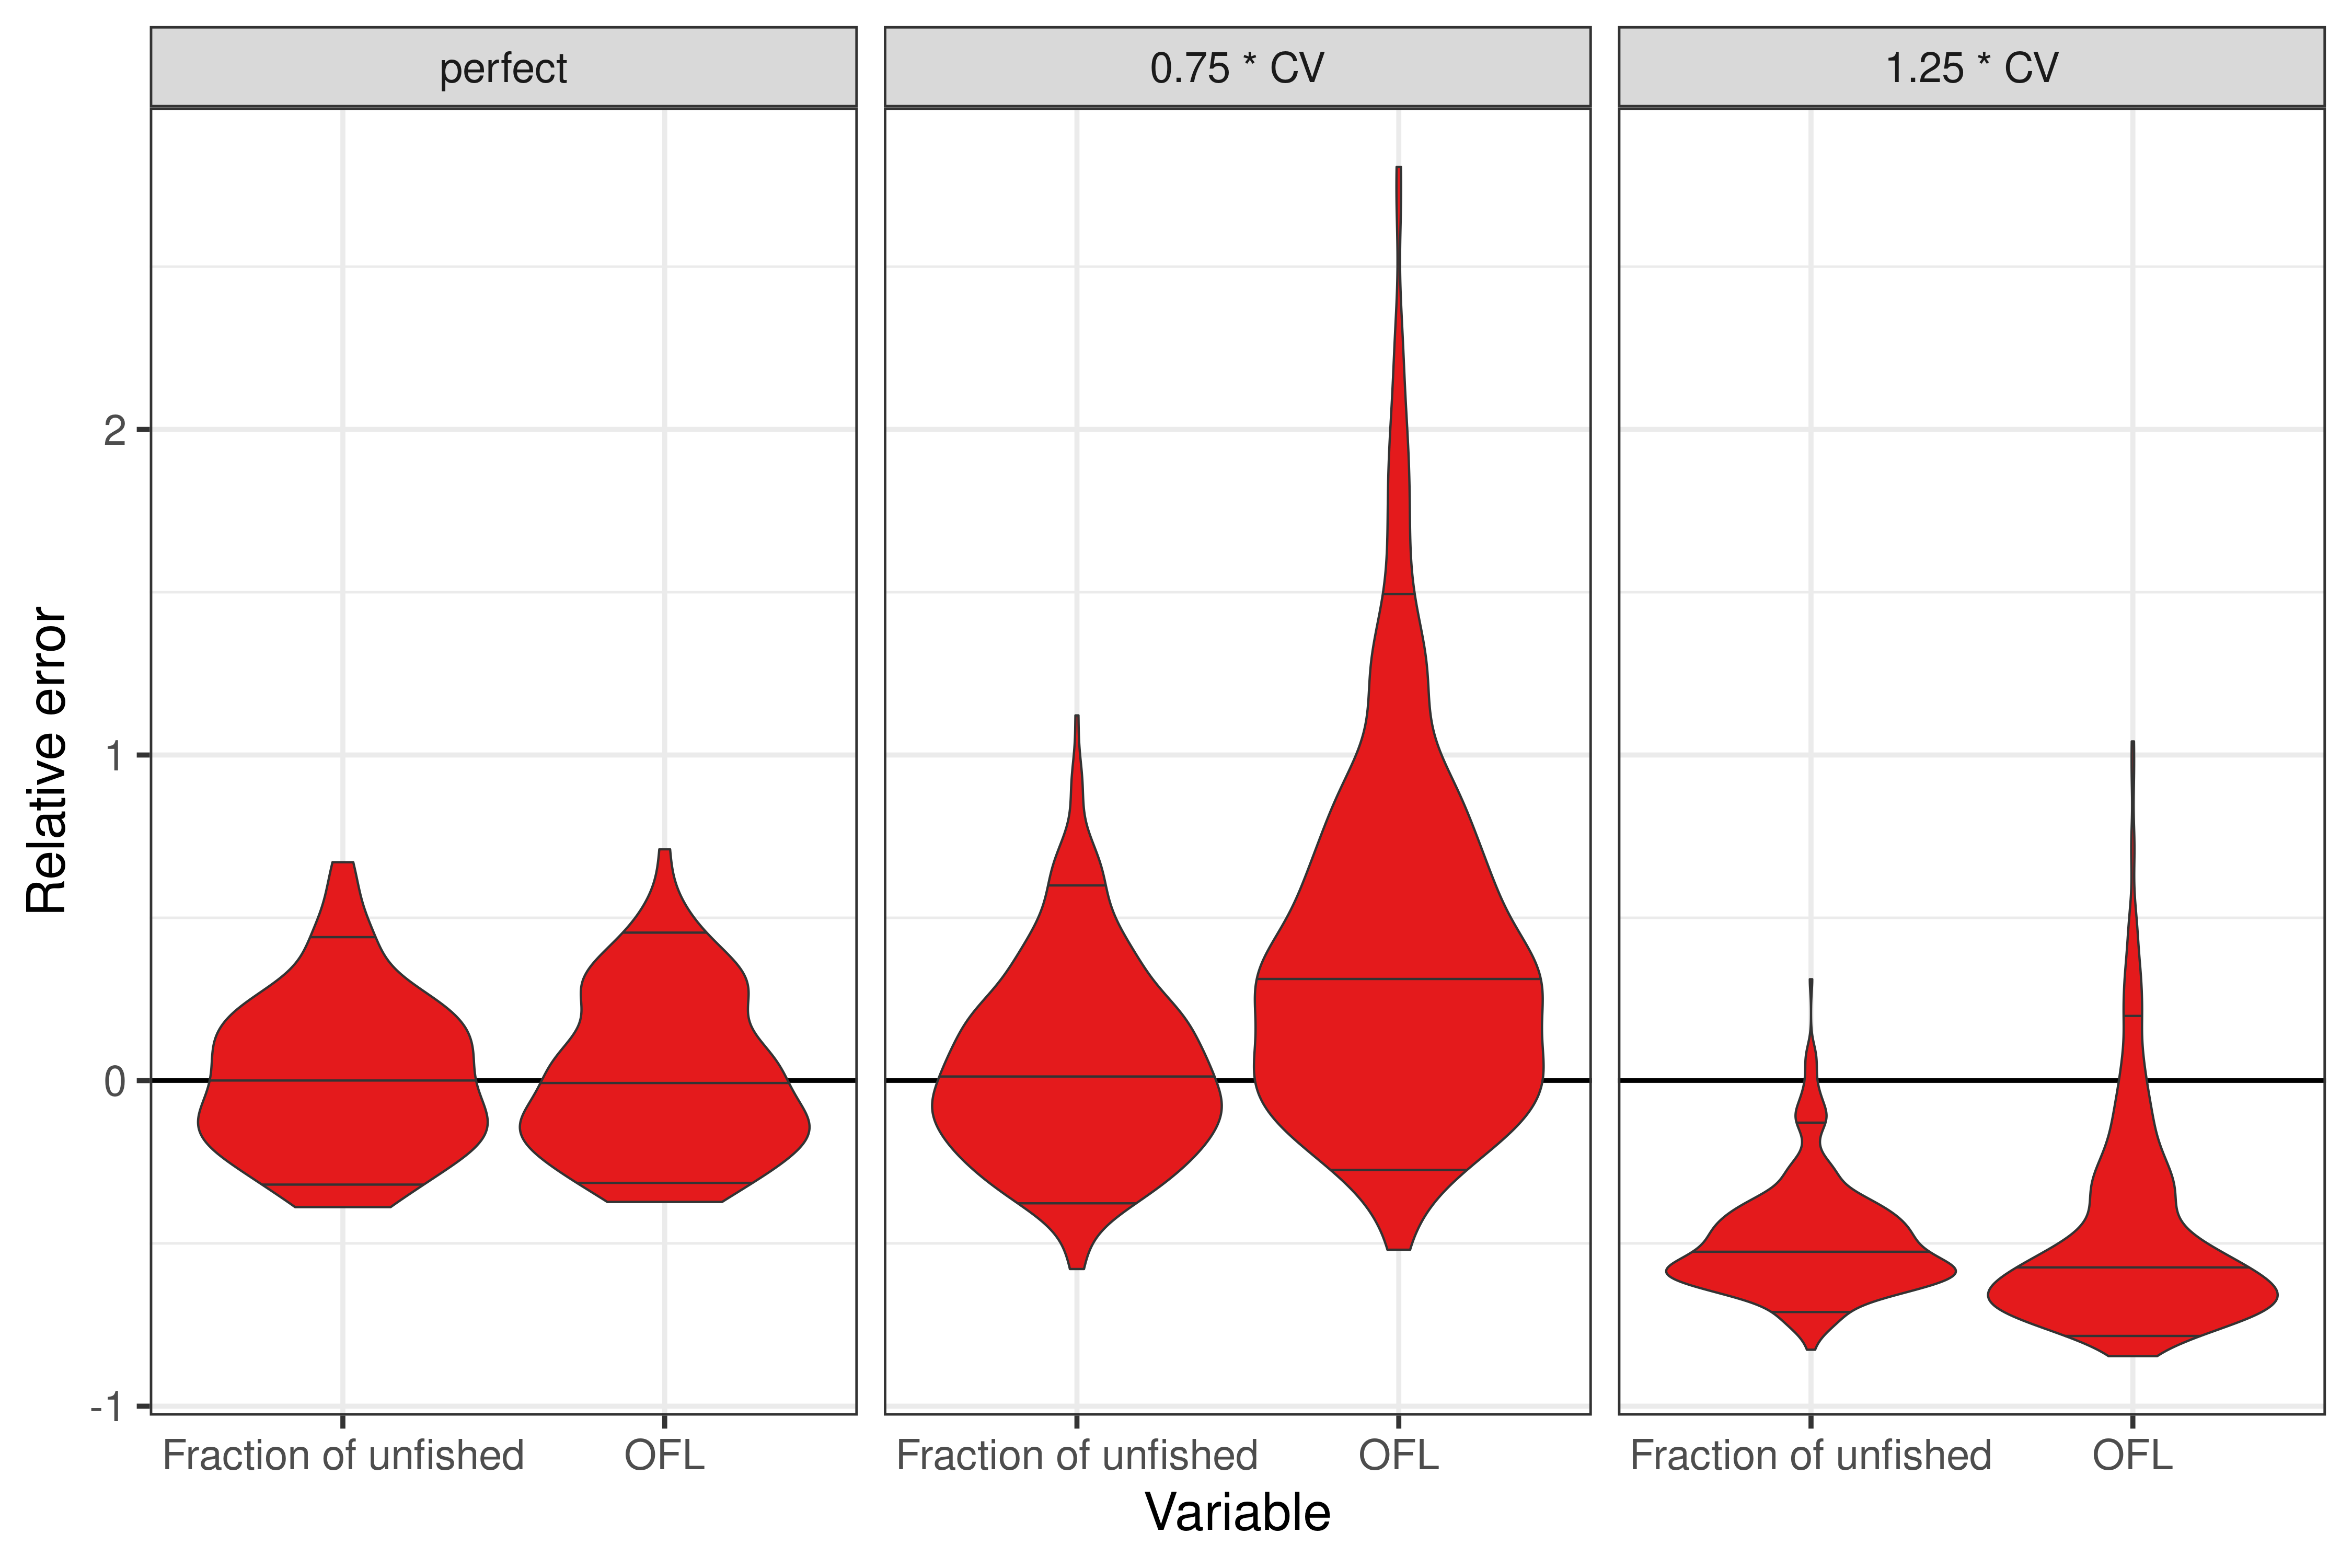 perfect
0.75 * CV
1.25 * CV
Relative error
2
1
0
-1
Fraction of unfished
OFL
Fraction of unfished
OFL
Fraction of unfished
OFL
Variable